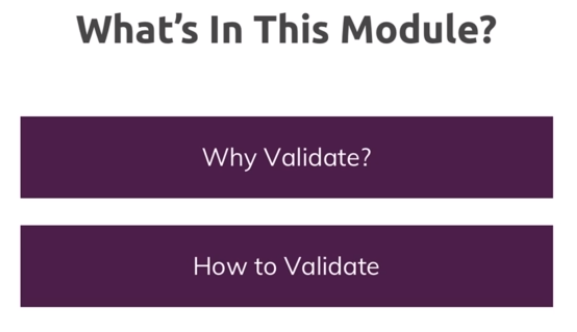 What’s In This Module?
Why Validate?
How to Validate